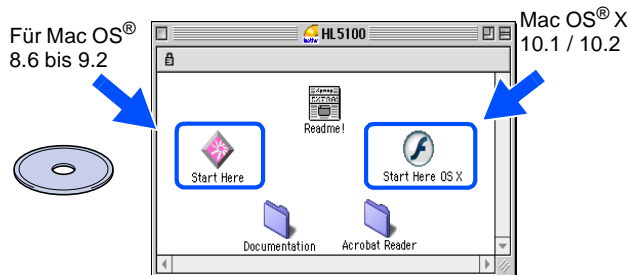 Für Mac OS® 8.6 bis 9.2
HL5100
Mac OS® X 10.1 / 10.2
Readme!
Start Here
Start Here OS X
Documentation
Acrobat Reader